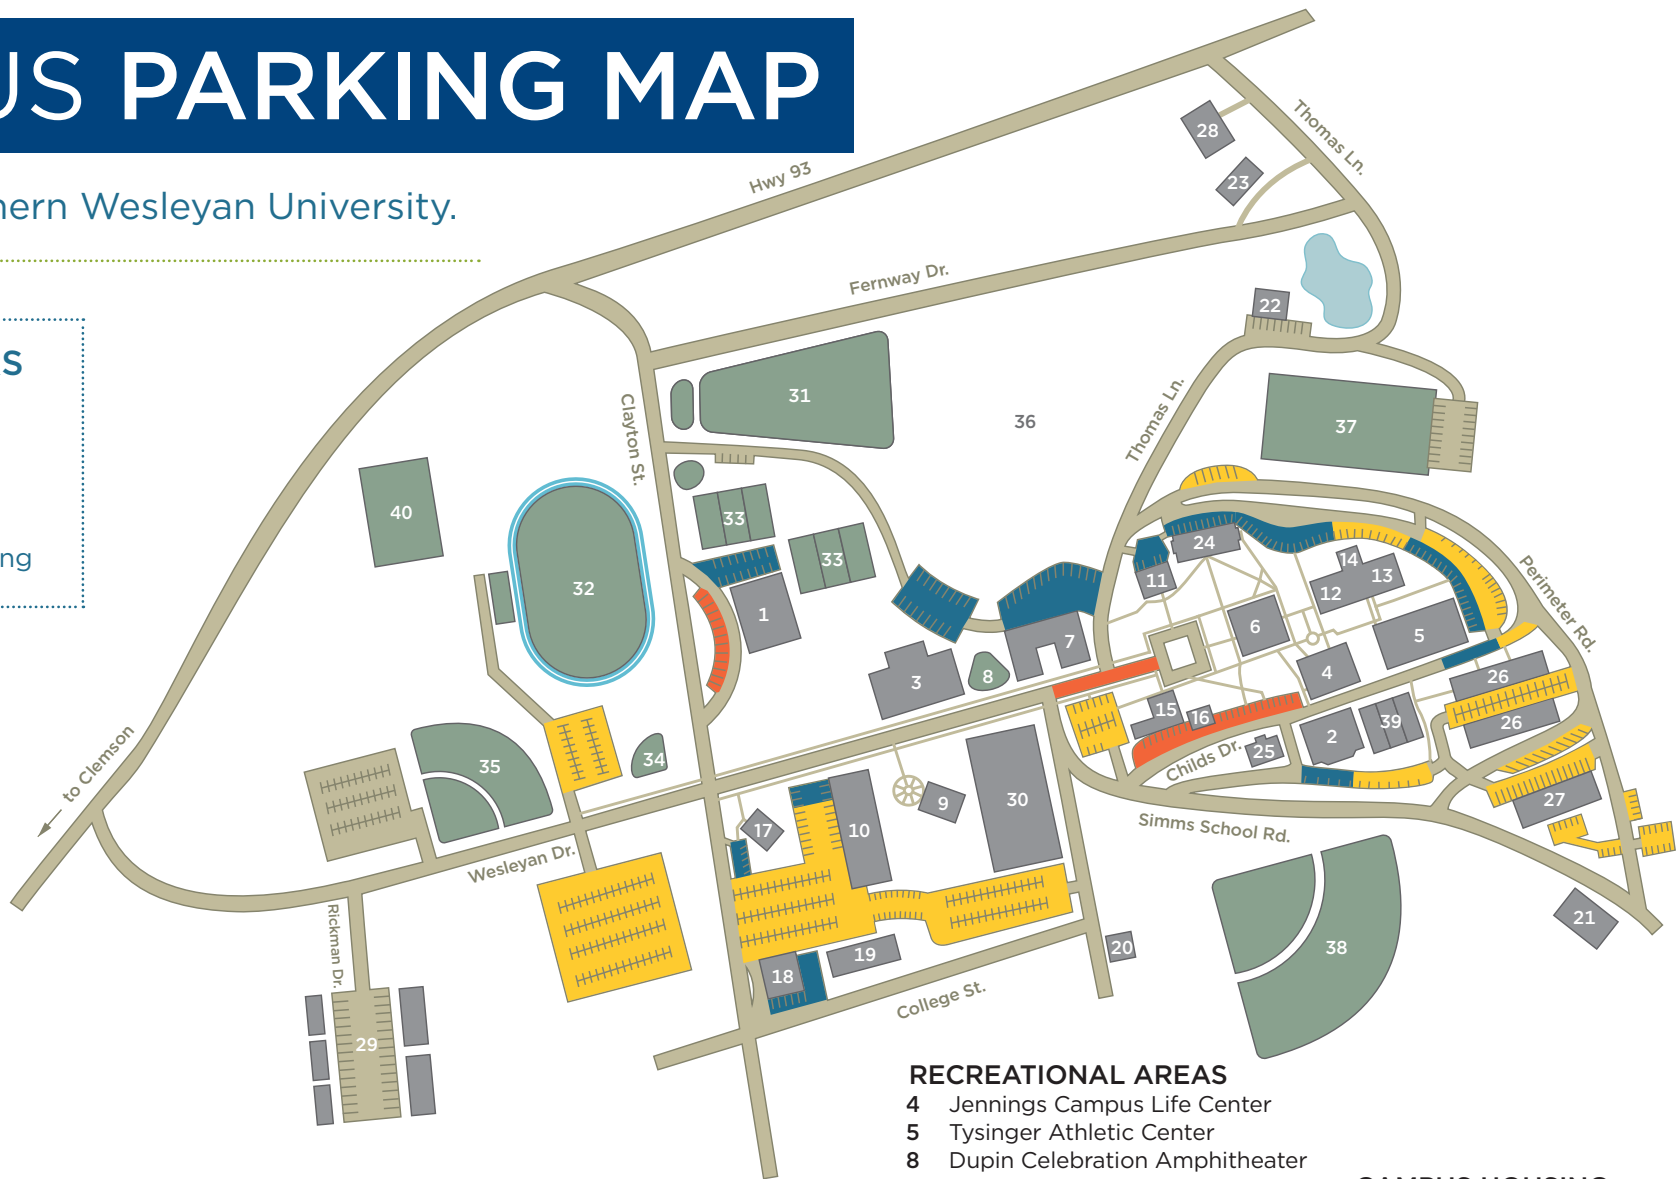 US PARKING MAP
hern Wesleyan University.
S
ng
Hwy 93
Thomas Ln.
28
23
Fernway Dr.
22
31
36
37
Clayton St.
Thomas Ln.
40
33
33
32
1
24
11
14
13
12
6
5
7
4
3
8
Perimeter Rd.
26
26
15
16
39
2
25
Childs Dr.
to Clemson
35
34
30
9
10
17
27
Simms School Rd.
Wesleyan Dr.
Rickman Dr.
21
38
20
19
18
College St.
29
RECREATIONAL AREAS
4 Jennings Campus Life Center
5 Tysinger Athletic Center
8 Dupin Celebration Amphitheater
CAMPUS HOUSING